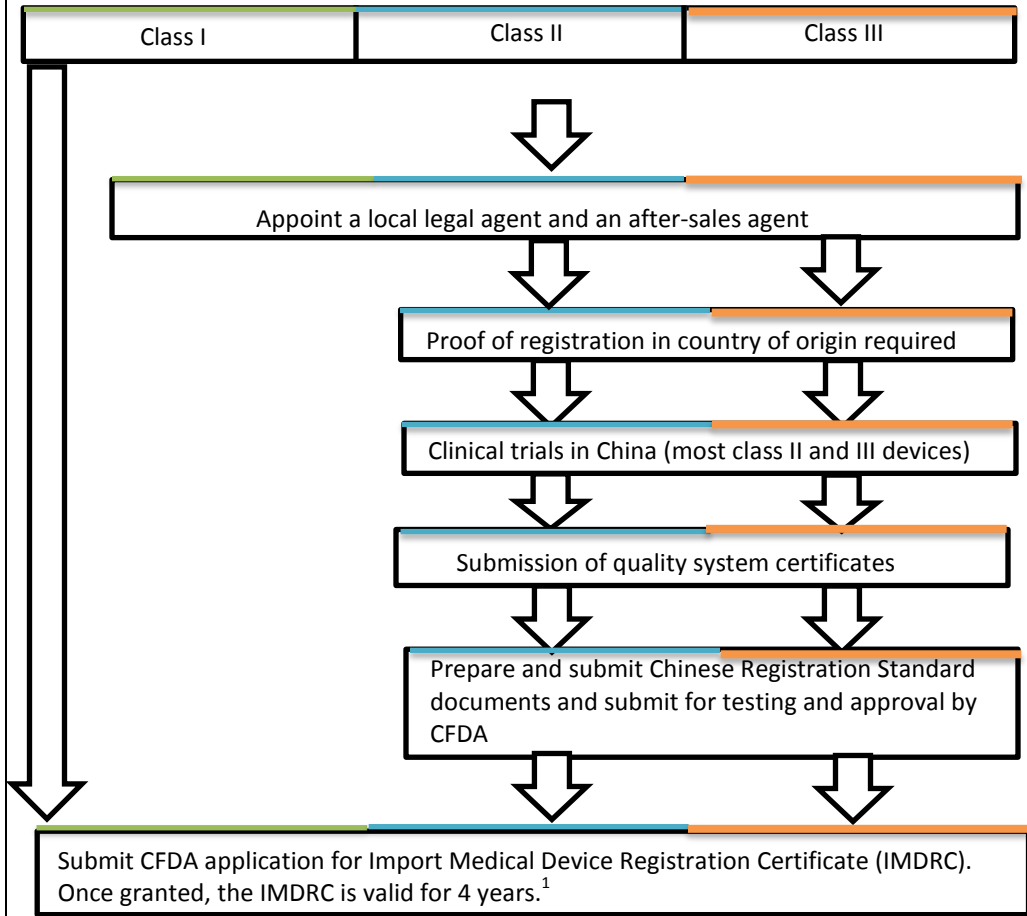 Class I
Class II
Class III
Appoint a local legal agent and an after-sales agent
Proof of registration in country of origin required
Clinical trials in China (most class II and III devices)
Submission of quality system certificates
Prepare and submit Chinese Registration Standard
documents and submit for testing and approval by
CFDA
Submit CFDA application for Import Medical Device Registration Certificate (IMDRC).
Once granted, the IMDRC is valid for 4 years.¹